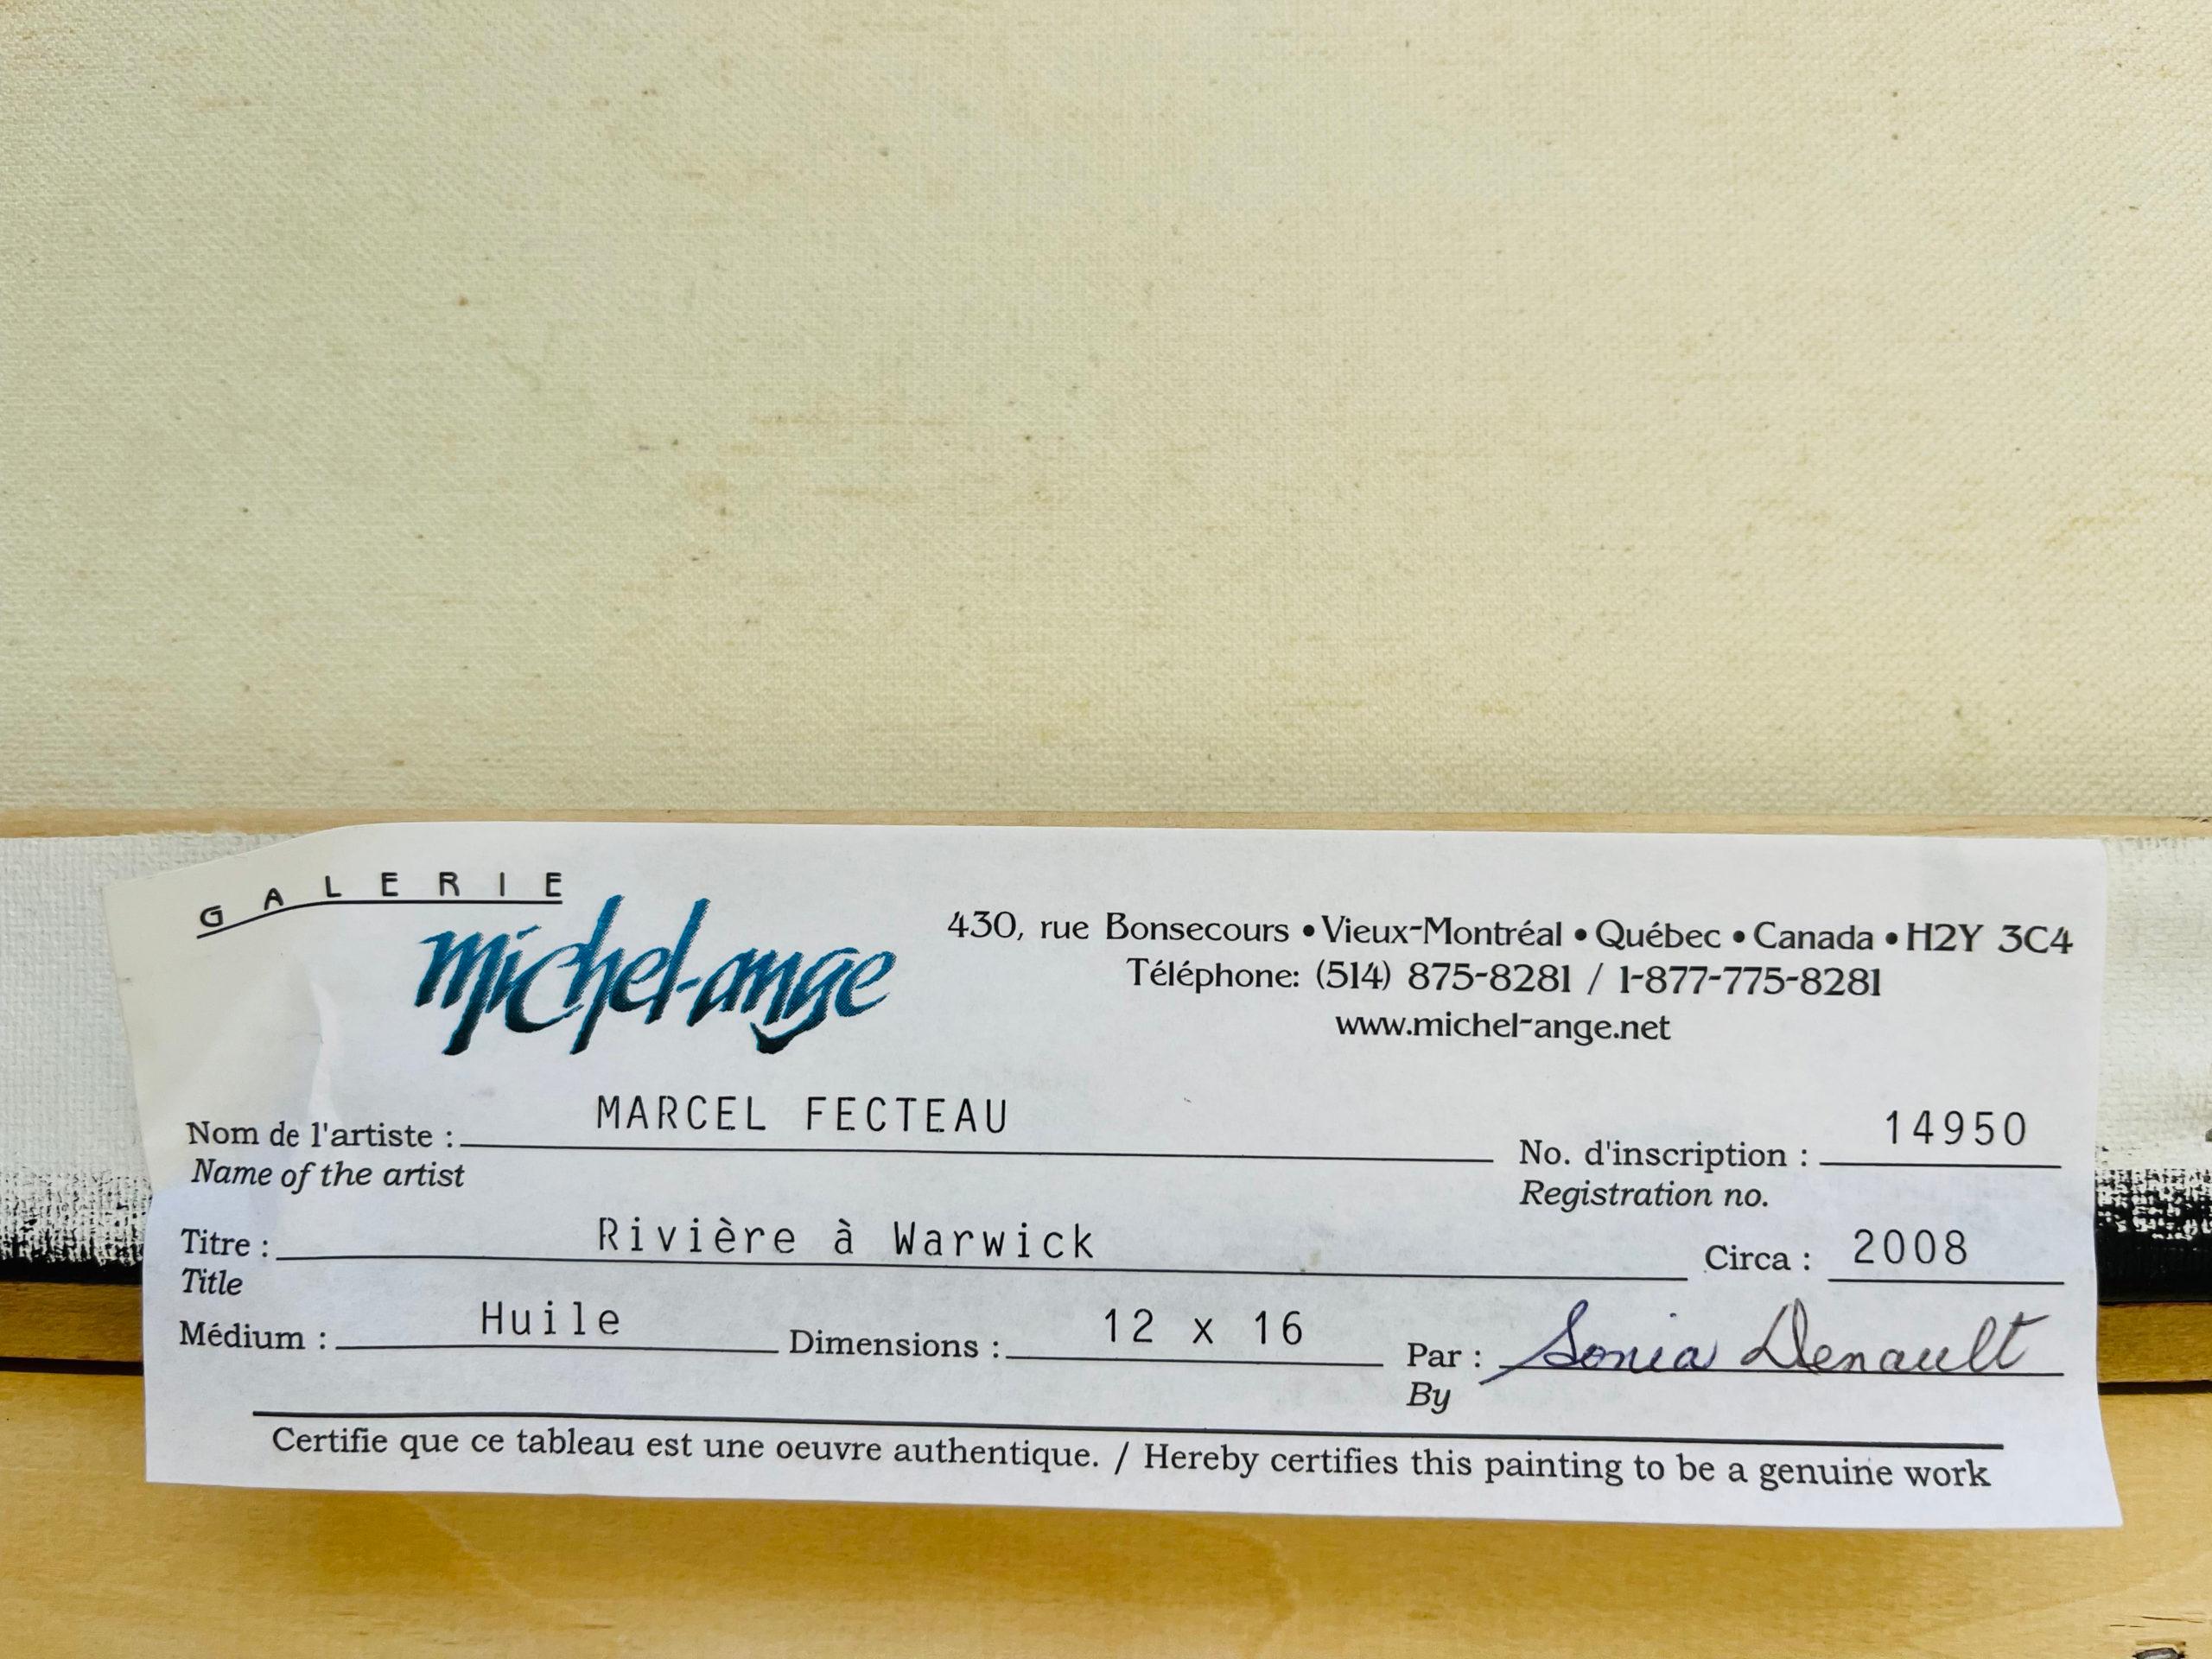 GALERIE
michel-ange
430, rue Bonsecours • Vieux-Montréal • Québec • Canada • H2Y 3C4
Téléphone: (514) 875-8281 / 1-877-775-8281
www.michel-ange.net
Nom de l'artiste : MARCEL FECTEAU No. d'inscription : 14950
Name of the artist Registration no.
Titre : Rivière à Warwick Circa : 2008
Title
Médium : Huile Dimensions : 12 x 16 Par : Sonia Denault
By
Certifie que ce tableau est une oeuvre authentique. / Hereby certifies this painting to be a genuine work